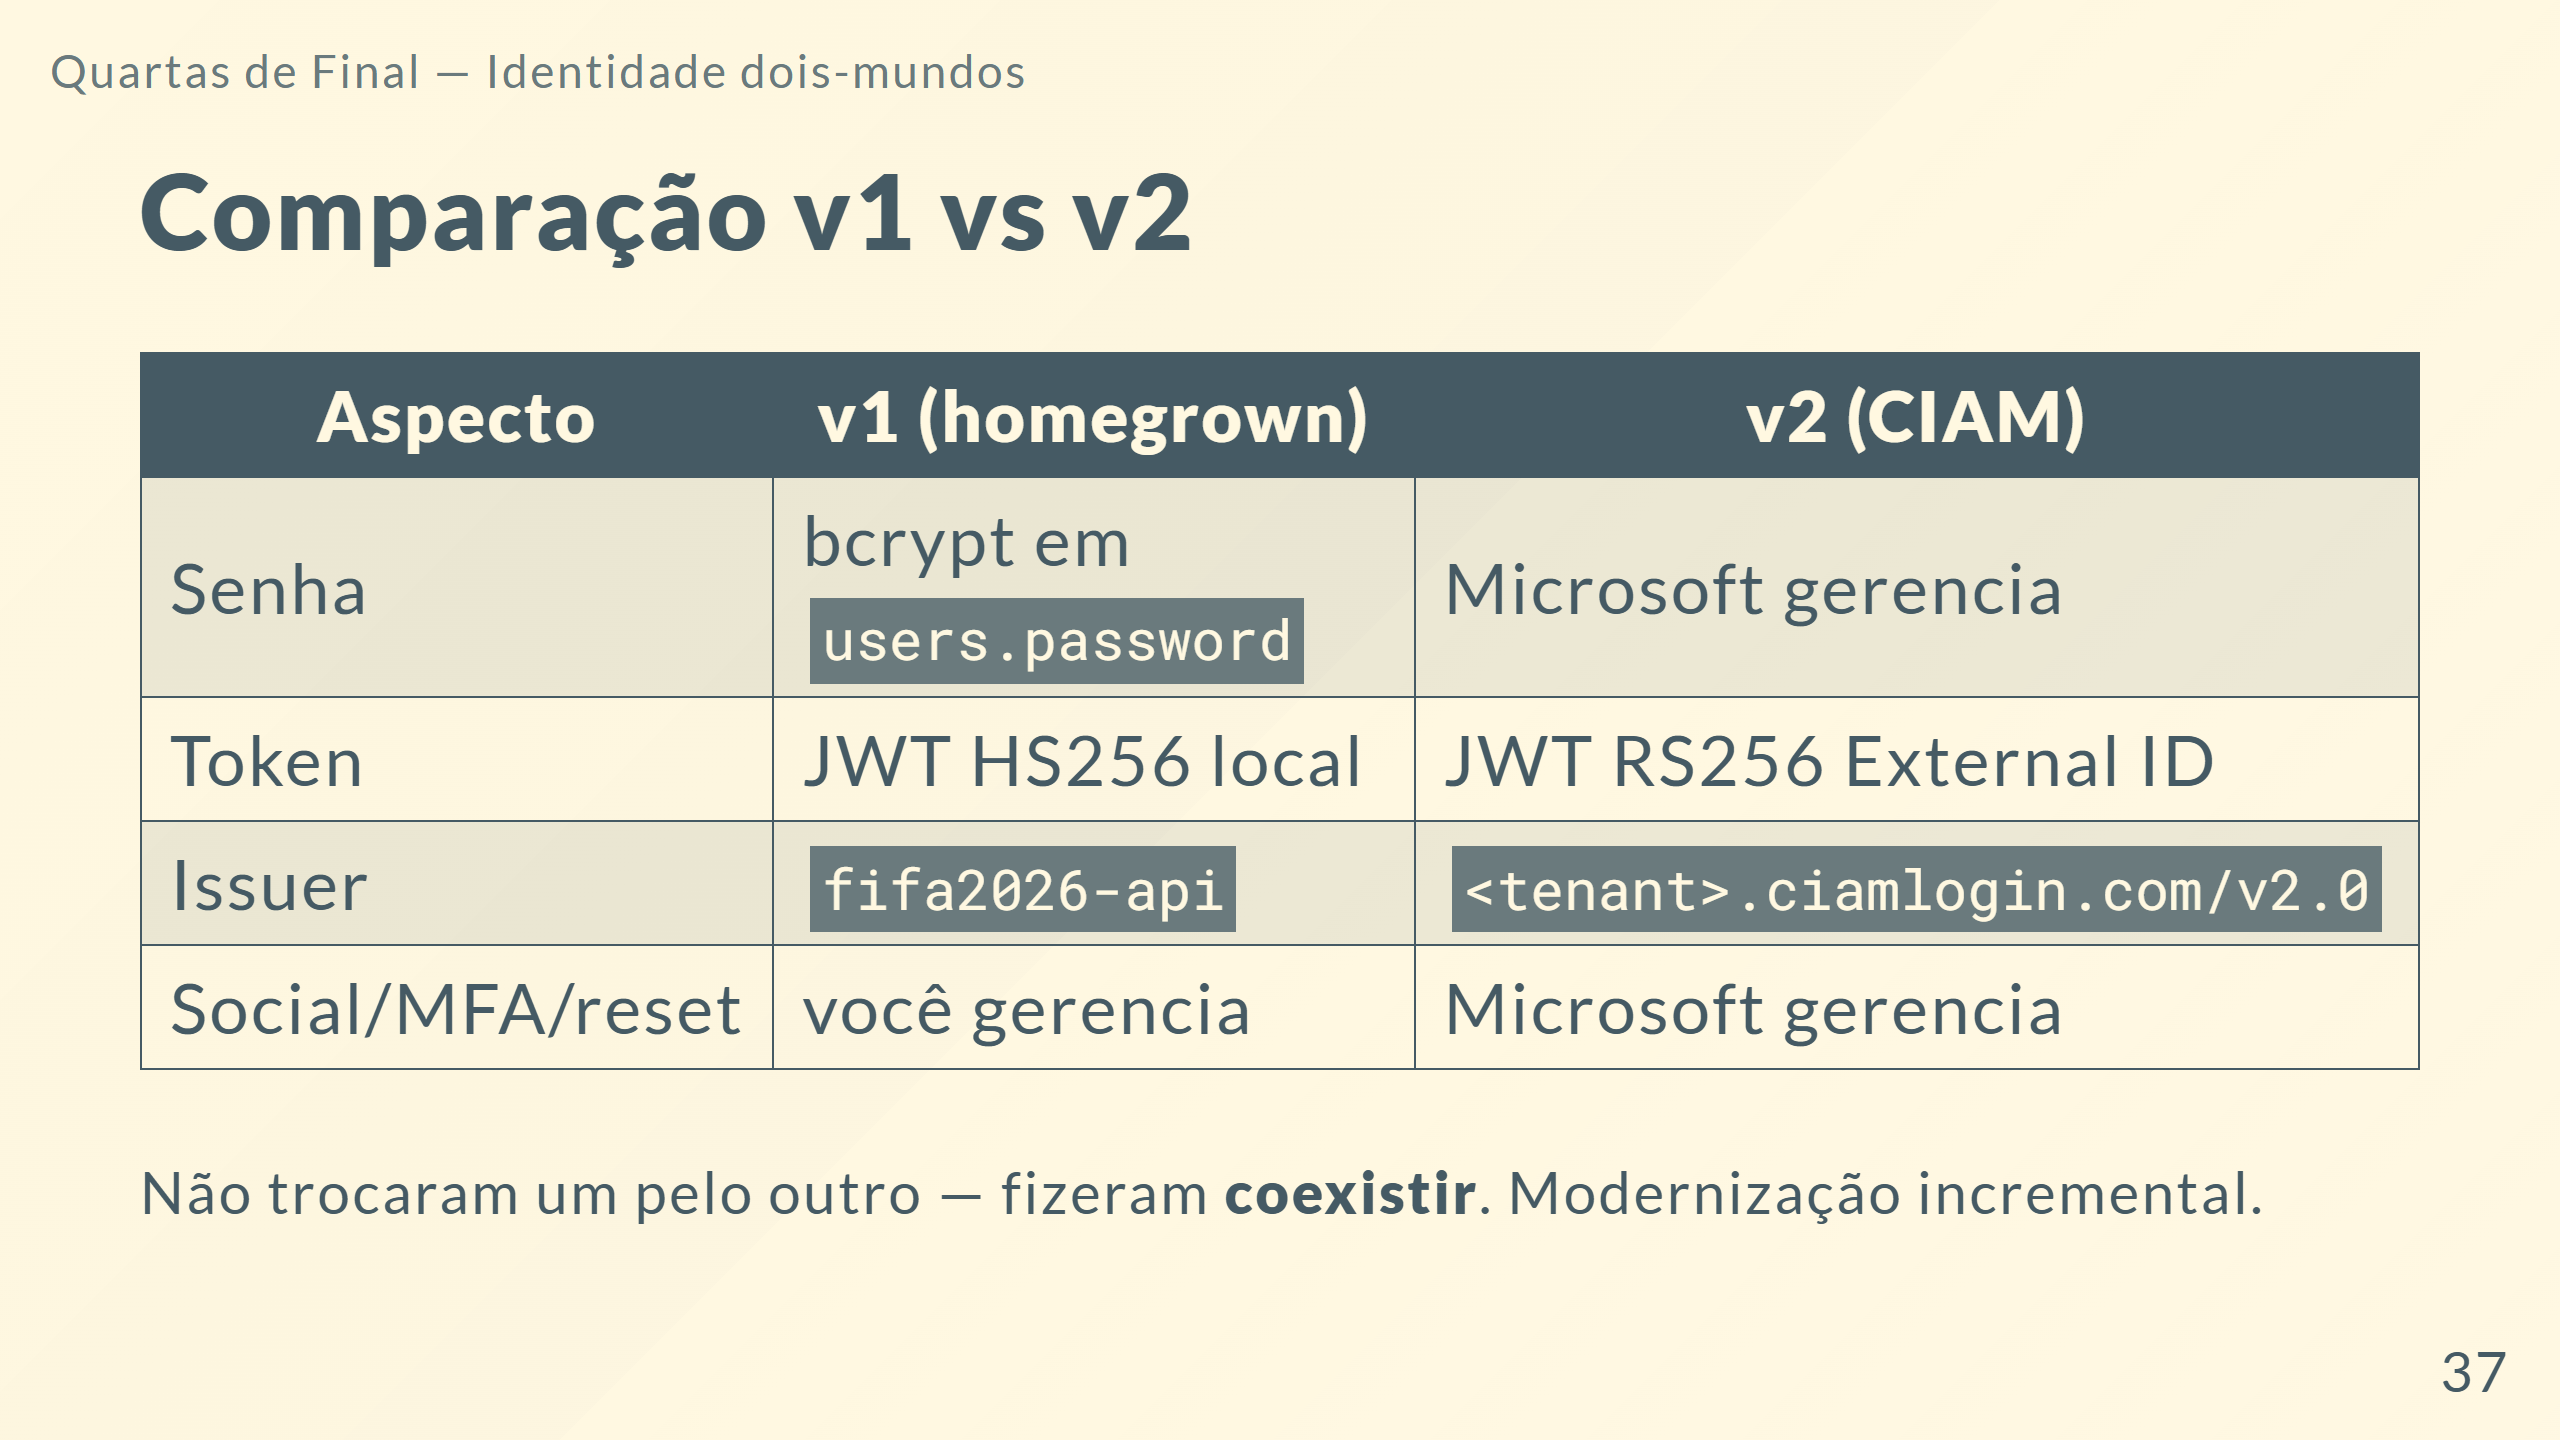 Quartas de Final — Identidade dois-mundos
Comparação v1 vs v2
Aspecto v1 (homegrown) v2 (CIAM)
Senha bcrypt em users.password Microsoft gerencia
Token JWT HS256 local JWT RS256 External ID
Issuer fifa2026-api <tenant>.ciamlogin.com/v2.0
Social/MFA/reset você gerencia Microsoft gerencia
Não trocaram um pelo outro — fizeram coexistir. Modernização incremental.
37